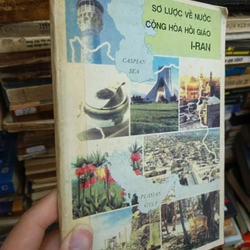 SƠ LƯỢC VỀ NƯỚC
CỘNG HÒA HỒI GIÁO
I-RAN
CASPIAN
SEA
PERSIAN
GULF